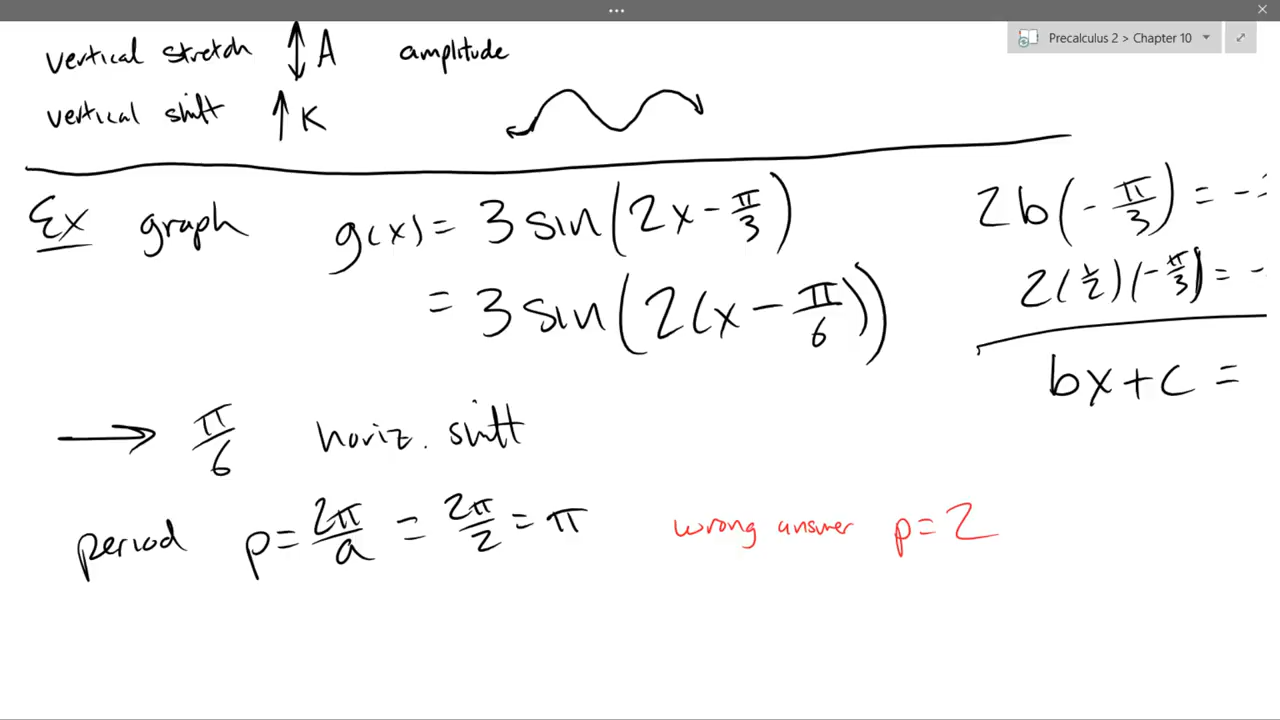 Precalculus 2 > Chapter 10
vertical stretch ↕ A amplitude
vertical shift ↑ K
Ex graph g(x) = 3 sin(2x - π/3)
= 3 sin(2(x - π/6))
2b(-π/3) = -
2(1/2)(-π/3) = -
bx + c =
→ π/6 horiz. shift
period p = 2π/a = 2π/2 = π wrong answer p = 2